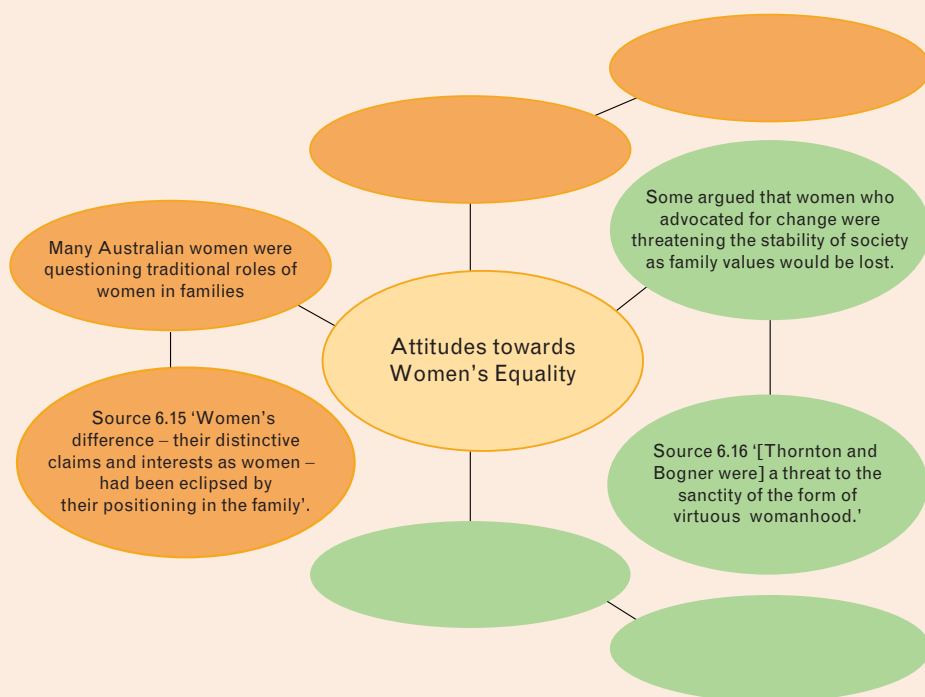 Many Australian women were
questioning traditional roles of
women in families
Source 6.15 ‘Women’s
difference – their distinctive
claims and interests as women –
had been eclipsed by
their positioning in the family’.
Attitudes towards
Women’s Equality
Some argued that women who
advocated for change were
threatening the stability of society
as family values would be lost.
Source 6.16 ‘[Thornton and
Bogner were] a threat to the
sanctity of the form of
virtuous womanhood.’